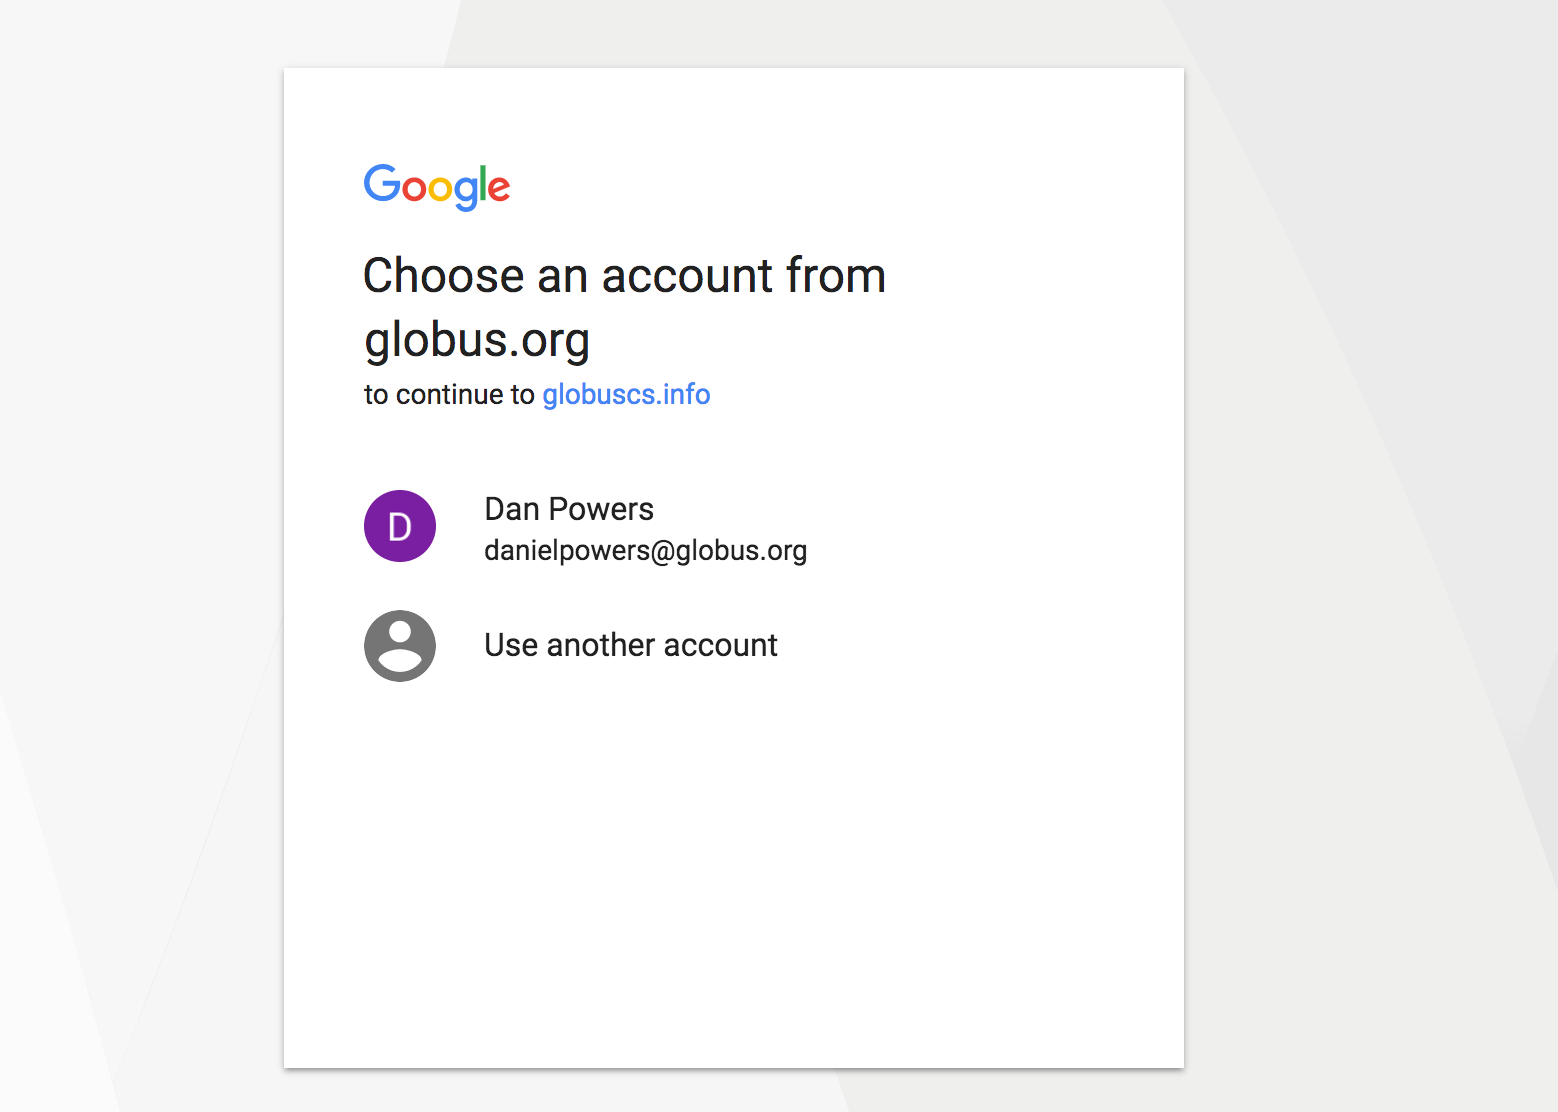 Google
Choose an account from
globus.org
to continue to globuscs.info
D
Dan Powers
danielpowers@globus.org
Use another account